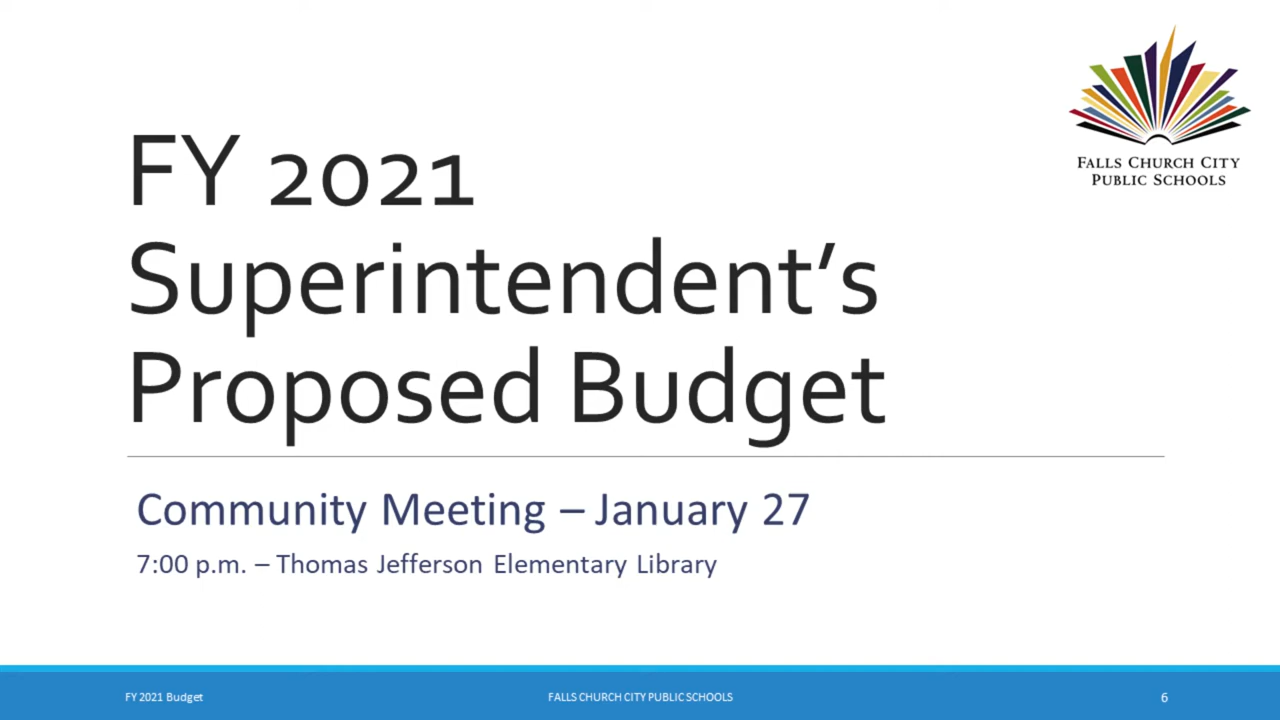 FALLS CHURCH CITY
PUBLIC SCHOOLS
FY 2021
Superintendent’s
Proposed Budget
Community Meeting – January 27
7:00 p.m. – Thomas Jefferson Elementary Library
FY 2021 Budget
FALLS CHURCH CITY PUBLIC SCHOOLS
6